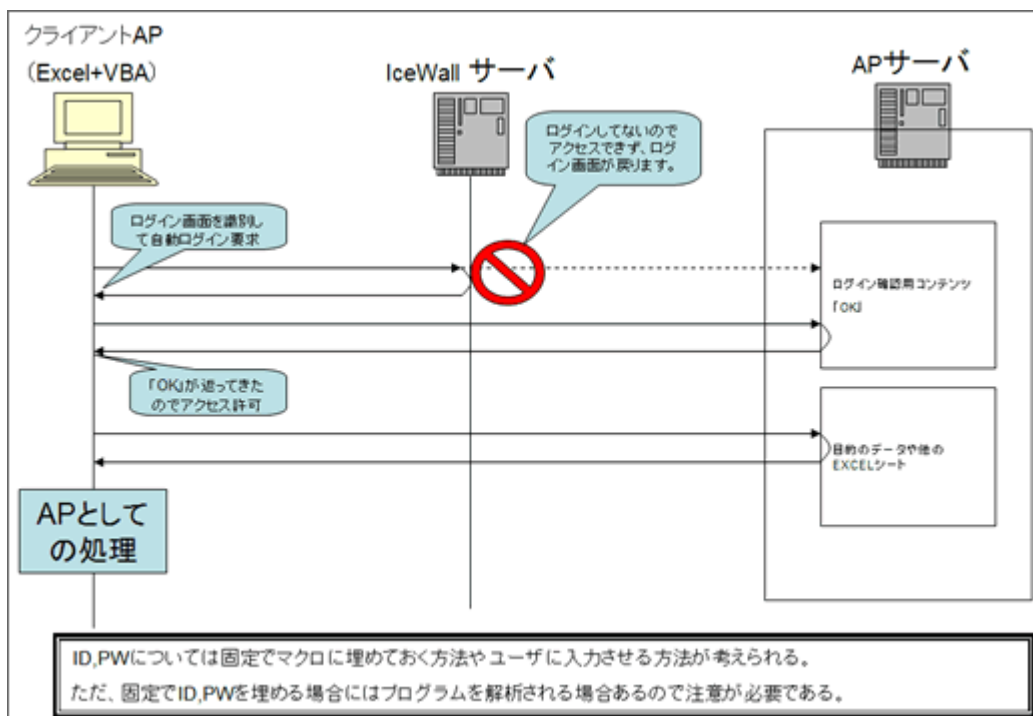 クライアントAP
(Excel+VBA)
IceWall サーバ
APサーバ
ログインしてないので
アクセスできず、ログ
イン画面が戻ります。
ログイン画面を識別し
て自動ログイン要求
ログイン確認用コンテンツ
「OK」
「OK」が返ってきた
のでアクセス許可
目的のデータや他の
EXCELシート
APとして
の処理
ID,PWについては固定でマクロに埋めておく方法やユーザに入力させる方法が考えられる。
ただ、固定でID,PWを埋める場合にはプログラムを解析される場合あるので注意が必要である。